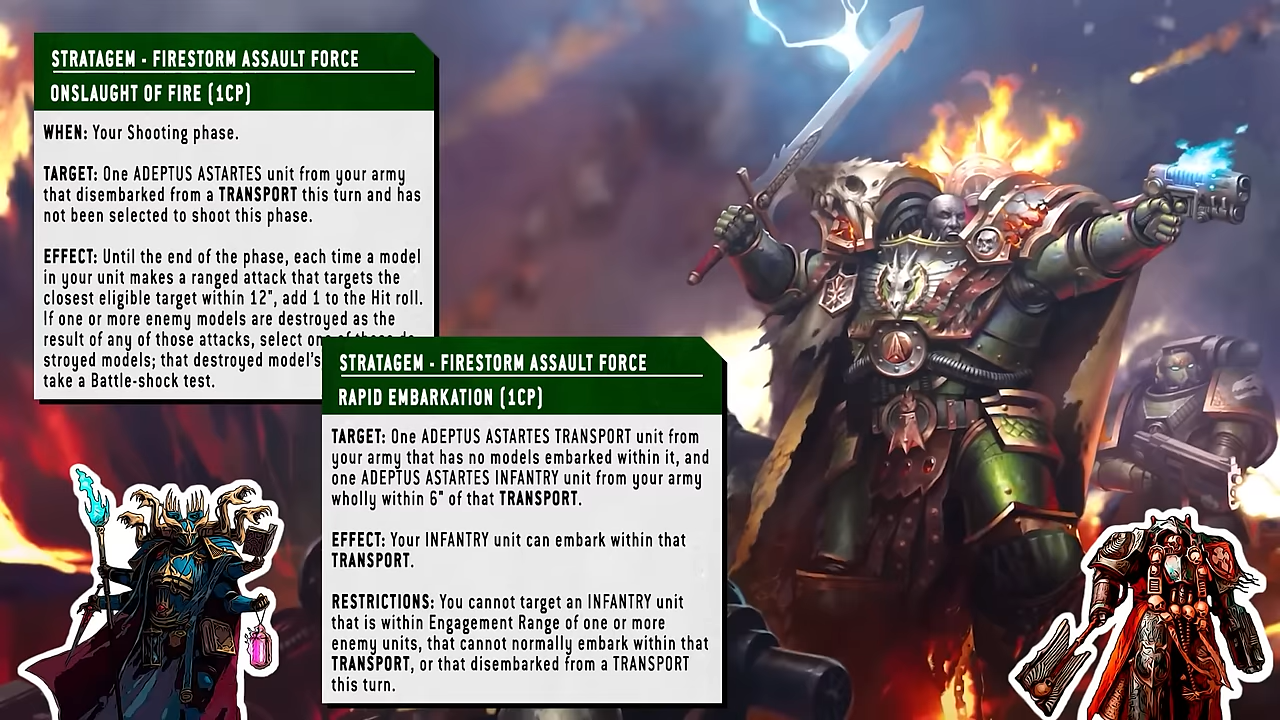 STRATAGEM - FIRESTORM ASSAULT FORCE
ONSLAUGHT OF FIRE (1CP)
WHEN: Your Shooting phase.
TARGET: One ADEPTUS ASTARTES unit from your army
that disembarked from a TRANSPORT this turn and has
not been selected to shoot this phase.
EFFECT: Until the end of the phase, each time a model
in your unit makes a ranged attack that targets the
closest eligible target within 12", add 1 to the Hit roll.
If one or more enemy models are destroyed as the
result of any of those attacks, select one of those de-
stroyed models; that destroyed model's
take a Battle-shock test.
STRATAGEM - FIRESTORM ASSAULT FORCE
RAPID EMBARKATION (1CP)
TARGET: One ADEPTUS ASTARTES TRANSPORT unit from
your army that has no models embarked within it, and
one ADEPTUS ASTARTES INFANTRY unit from your army
wholly within 6" of that TRANSPORT.
EFFECT: Your INFANTRY unit can embark within that
TRANSPORT.
RESTRICTIONS: You cannot target an INFANTRY unit
that is within Engagement Range of one or more
enemy units, that cannot normally embark within that
TRANSPORT, or that disembarked from a TRANSPORT
this turn.